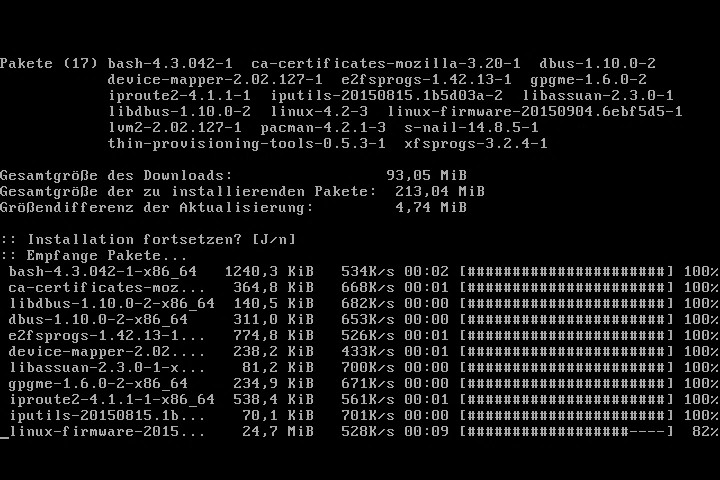 Pakete (17) bash-4.3.042-1  ca-certificates-mozilla-3.20-1  dbus-1.10.0-2
device-mapper-2.02.127-1  e2fsprogs-1.42.13-1  gpgme-1.6.0-2
iproute2-4.1.1-1  iputils-20150815.1b5d03a-2  libassuan-2.3.0-1
libdbus-1.10.0-2  linux-4.2-3  linux-firmware-20150904.6ebf5d5-1
lvm2-2.02.127-1  pacman-4.2.1-3  s-nail-14.8.5-1
thin-provisioning-tools-0.5.3-1  xfsprogs-3.2.4-1
Gesamtgröße des Downloads: 93,05 MiB
Gesamtgröße der zu installierenden Pakete: 213,04 MiB
Größendifferenz der Aktualisierung: 4,74 MiB
:: Installation fortsetzen? [J/n]
:: Empfange Pakete...
bash-4.3.042-1-x86_64 1240,3 KiB 534K/s 00:02 [######################] 100%
ca-certificates-moz... 364,8 KiB 668K/s 00:01 [######################] 100%
libdbus-1.10.0-2-x86_64 140,5 KiB 682K/s 00:00 [######################] 100%
dbus-1.10.0-2-x86_64 311,0 KiB 653K/s 00:00 [######################] 100%
e2fsprogs-1.42.13-1... 774,8 KiB 526K/s 00:01 [######################] 100%
device-mapper-2.02.... 238,2 KiB 433K/s 00:01 [######################] 100%
libassuan-2.3.0-1-x... 81,2 KiB 700K/s 00:00 [######################] 100%
gpgme-1.6.0-2-x86_64 234,9 KiB 671K/s 00:00 [######################] 100%
iproute2-4.1.1-1-x86_64 538,4 KiB 561K/s 00:01 [######################] 100%
iputils-20150815.1b... 70,1 KiB 701K/s 00:00 [######################] 100%
linux-firmware-2015... 24,7 MiB 528K/s 00:09 [##################----] 82%